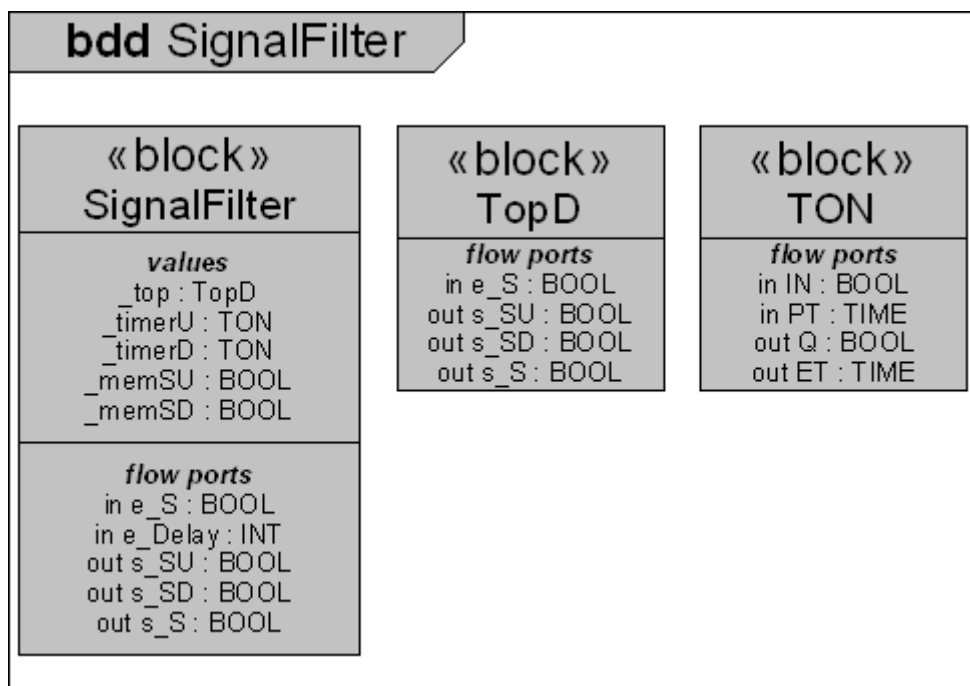 bdd SignalFilter
«block»
SignalFilter
values
_top : TopD
_timerU : TON
_timerD : TON
_memSU : BOOL
_memSD : BOOL
flow ports
in e_S : BOOL
in e_Delay : INT
out s_SU : BOOL
out s_SD : BOOL
out s_S : BOOL
«block»
TopD
flow ports
in e_S : BOOL
out s_SU : BOOL
out s_SD : BOOL
out s_S : BOOL
«block»
TON
flow ports
in IN : BOOL
in PT : TIME
out Q : BOOL
out ET : TIME